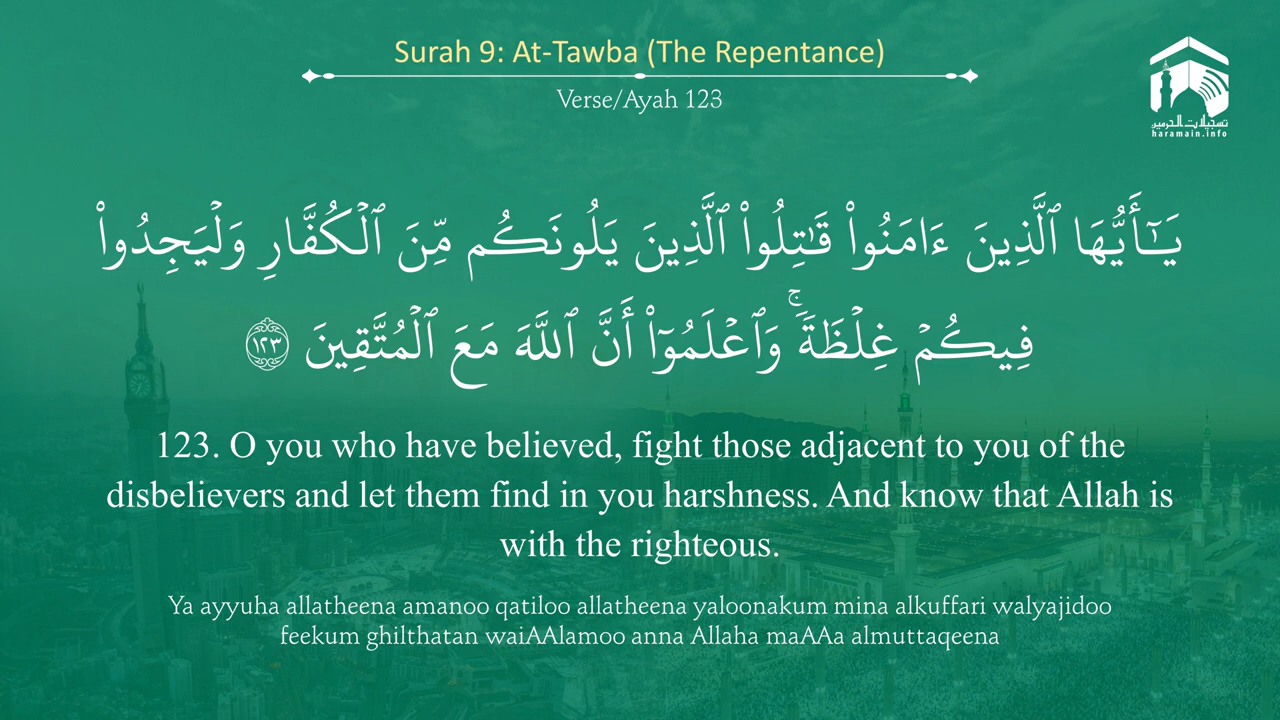 Surah 9: At-Tawba (The Repentance)
Verse/Ayah 123
تسجيلات الحرمين
haramain.info
يَـٰٓأَيُّهَا ٱلَّذِينَ ءَامَنُوا۟ قَـٰتِلُوا۟ ٱلَّذِينَ يَلُونَكُم مِّنَ ٱلْكُفَّارِ وَلْيَجِدُوا۟
فِيكُمْ غِلْظَةً ۚ وَٱعْلَمُوٓا۟ أَنَّ ٱللَّهَ مَعَ ٱلْمُتَّقِينَ ١٢٣
123. O you who have believed, fight those adjacent to you of the
disbelievers and let them find in you harshness. And know that Allah is
with the righteous.
Ya ayyuha allatheena amanoo qatiloo allatheena yaloonakum mina alkuffari walyajidoo
feekum ghilthatan waiAAlamoo anna Allaha maAAa almuttaqeena